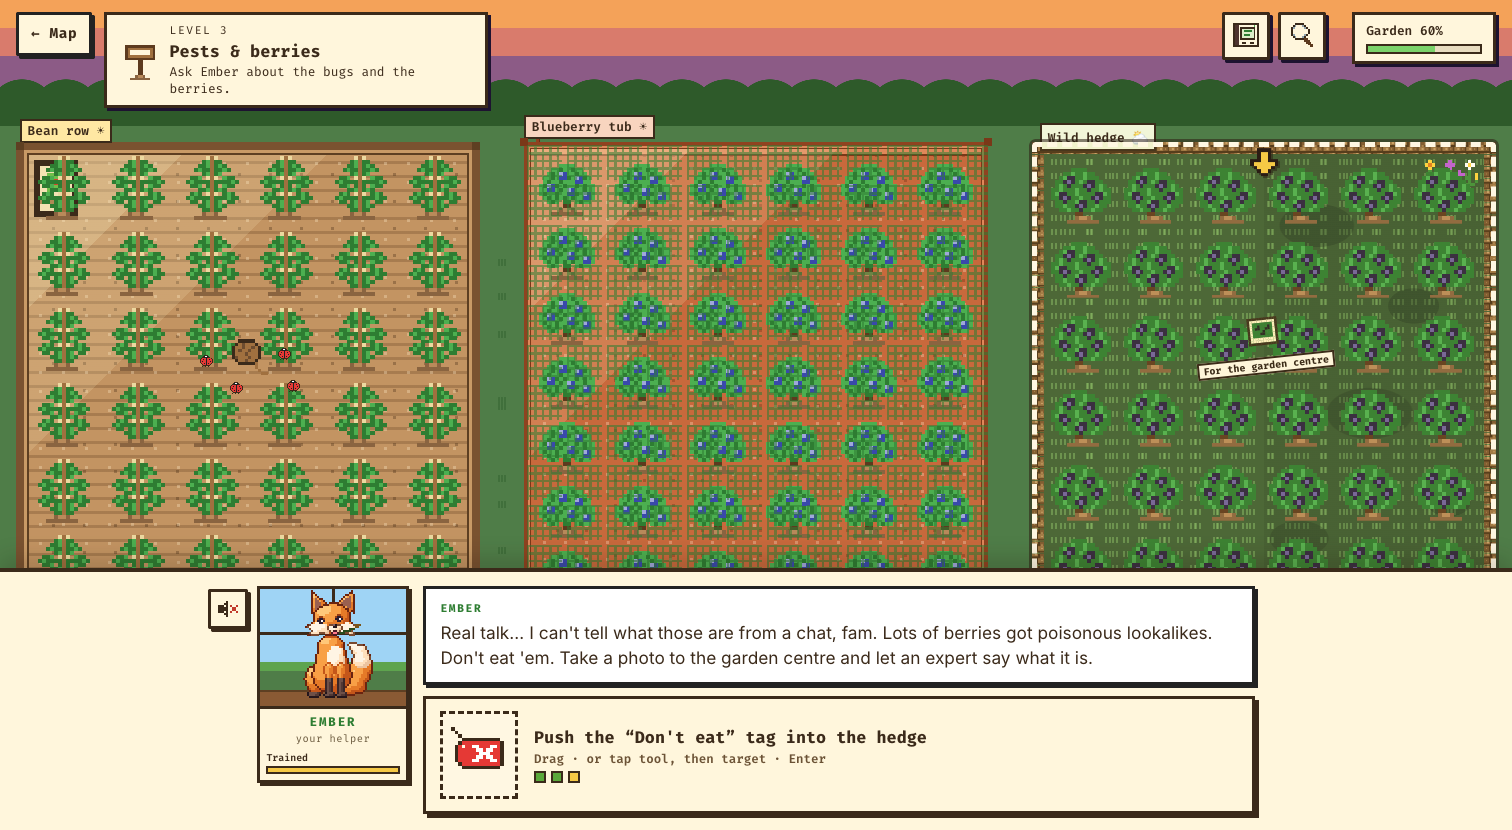 ← Map
LEVEL 3
Pests & berries
Ask Ember about the bugs and the
berries.
Garden 60%
Bean row ☀
Blueberry tub ☀
Wild hedge 🌤
For the garden centre
EMBER
your helper
Trained
EMBER
Real talk... I can't tell what those are from a chat, fam. Lots of berries got poisonous lookalikes.
Don't eat 'em. Take a photo to the garden centre and let an expert say what it is.
Push the “Don't eat” tag into the hedge
Drag · or tap tool, then target · Enter